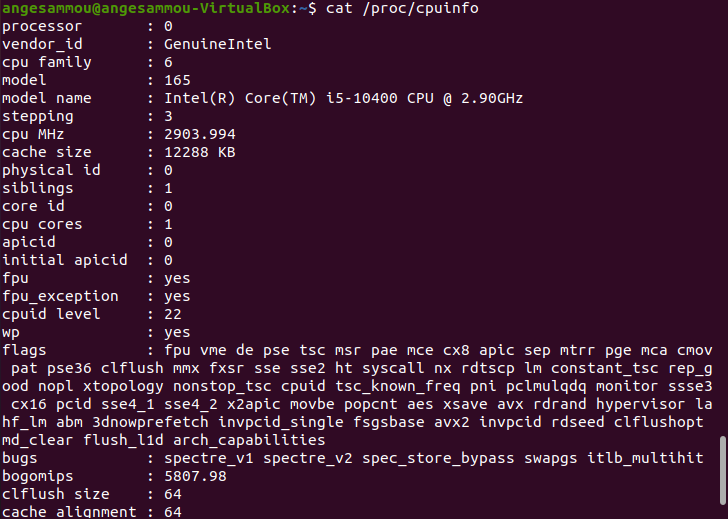 angesammou@angesammou-VirtualBox:~$ cat /proc/cpuinfo
processor : 0
vendor_id : GenuineIntel
cpu family : 6
model : 165
model name : Intel(R) Core(TM) i5-10400 CPU @ 2.90GHz
stepping : 3
cpu MHz : 2903.994
cache size : 12288 KB
physical id : 0
siblings : 1
core id : 0
cpu cores : 1
apicid : 0
initial apicid : 0
fpu : yes
fpu_exception : yes
cpuid level : 22
wp : yes
flags : fpu vme de pse tsc msr pae mce cx8 apic sep mtrr pge mca cmov
pat pse36 clflush mmx fxsr sse sse2 ht syscall nx rdtscp lm constant_tsc rep_g
ood nopl xtopology nonstop_tsc cpuid tsc_known_freq pni pclmulqdq monitor ssse3
cx16 pcid sse4_1 sse4_2 x2apic movbe popcnt aes xsave avx rdrand hypervisor la
hf_lm abm 3dnowprefetch invpcid_single fsgsbase avx2 invpcid rdseed clflushopt
md_clear flush_l1d arch_capabilities
bugs : spectre_v1 spectre_v2 spec_store_bypass swapgs itlb_multihit
bogomips : 5807.98
clflush size : 64
cache_alignment : 64